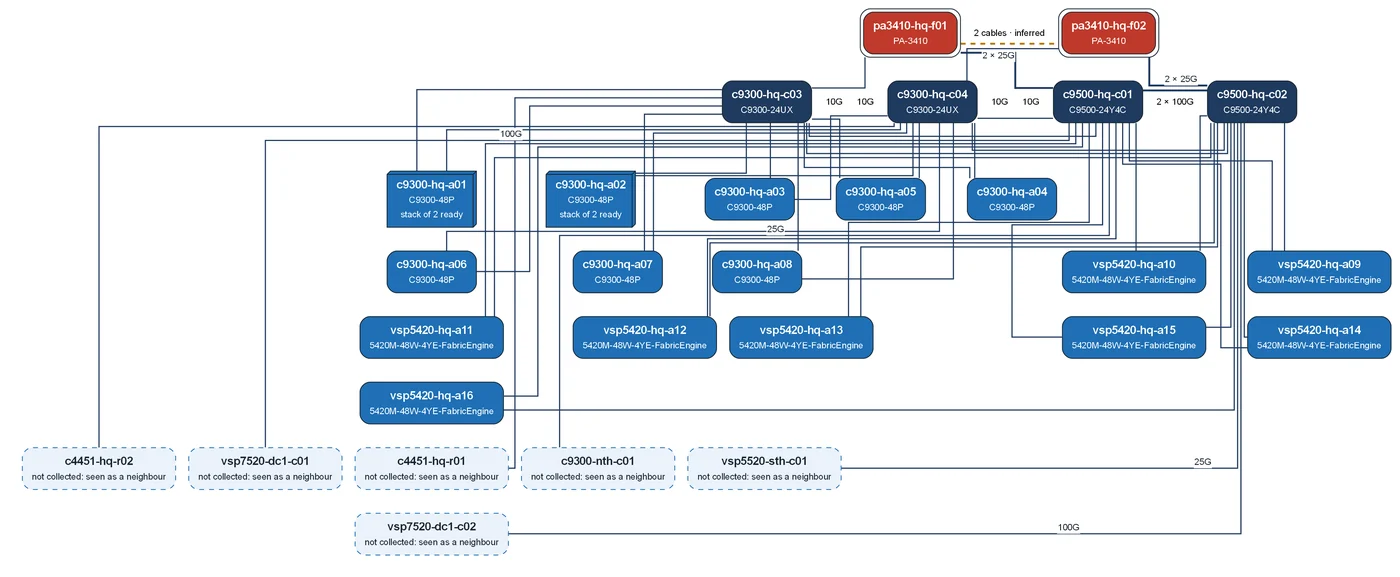 pa3410-hq-f01
PA-3410
2 cables · inferred
pa3410-hq-f02
PA-3410
2 × 25G
2 × 25G
c9300-hq-c03
C9300-24UX
10G
10G
c9300-hq-c04
C9300-24UX
10G
10G
c9500-hq-c01
C9500-24Y4C
2 × 100G
c9500-hq-c02
C9500-24Y4C
100G
c9300-hq-a01
C9300-48P
stack of 2 ready
c9300-hq-a02
C9300-48P
stack of 2 ready
c9300-hq-a03
C9300-48P
c9300-hq-a05
C9300-48P
c9300-hq-a04
C9300-48P
25G
c9300-hq-a06
C9300-48P
c9300-hq-a07
C9300-48P
c9300-hq-a08
C9300-48P
vsp5420-hq-a10
5420M-48W-4YE-FabricEngine
vsp5420-hq-a09
5420M-48W-4YE-FabricEngine
vsp5420-hq-a11
5420M-48W-4YE-FabricEngine
vsp5420-hq-a12
5420M-48W-4YE-FabricEngine
vsp5420-hq-a13
5420M-48W-4YE-FabricEngine
vsp5420-hq-a15
5420M-48W-4YE-FabricEngine
vsp5420-hq-a14
5420M-48W-4YE-FabricEngine
vsp5420-hq-a16
5420M-48W-4YE-FabricEngine
c4451-hq-r02
not collected: seen as a neighbour
vsp7520-dc1-c01
not collected: seen as a neighbour
c4451-hq-r01
not collected: seen as a neighbour
c9300-nth-c01
not collected: seen as a neighbour
vsp5520-sth-c01
not collected: seen as a neighbour
25G
vsp7520-dc1-c02
not collected: seen as a neighbour
100G